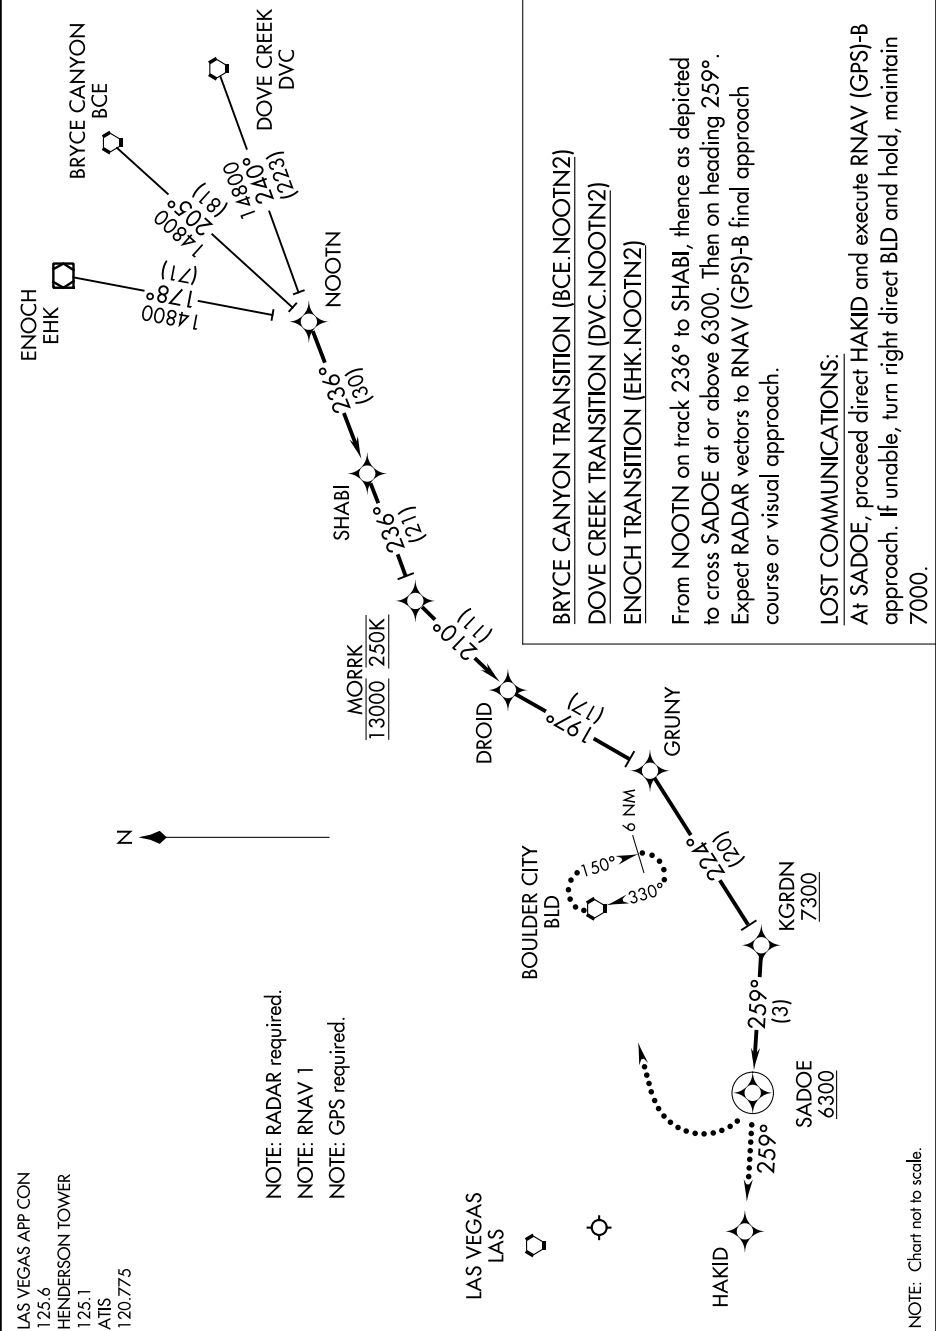 LAS VEGAS APP CON
125.6
HENDERSON TOWER
125.1
ATIS
120.775
N
NOTE: RADAR required.
NOTE: RNAV 1
NOTE: GPS required.
ENOCH
EHK
14800
178°
(71)
BRYCE CANYON
BCE
14800
205°
(81)
DOVE CREEK
DVC
14800
240°
(223)
NOOTN
236°
(30)
SHABI
236°
(21)
MORRK
13000 250K
210°
(11)
DROID
197°
(17)
GRUNY
224°
(20)
KGRDN
7300
259°
(3)
SADOE
6300
259°
HAKID
LAS VEGAS
LAS
BOULDER CITY
BLD
150°
330°
6 NM
BRYCE CANYON TRANSITION (BCE.NOOTN2)
DOVE CREEK TRANSITION (DVC.NOOTN2)
ENOCH TRANSITION (EHK.NOOTN2)
From NOOTN on track 236° to SHABI, thence as depicted
to cross SADOE at or above 6300. Then on heading 259°.
Expect RADAR vectors to RNAV (GPS)-B final approach
course or visual approach.
LOST COMMUNICATIONS:
At SADOE, proceed direct HAKID and execute RNAV (GPS)-B
approach. If unable, turn right direct BLD and hold, maintain
7000.
NOTE: Chart not to scale.